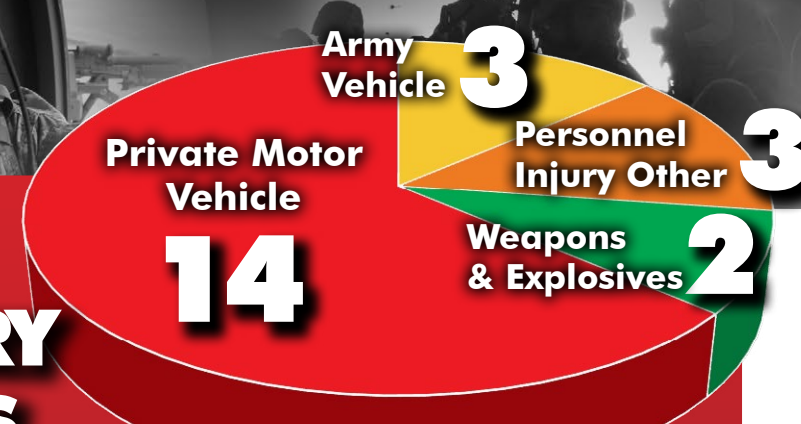 Army
Vehicle 3
Personnel
Injury Other 3
Private Motor
Vehicle
14
Weapons
& Explosives 2
RY
S